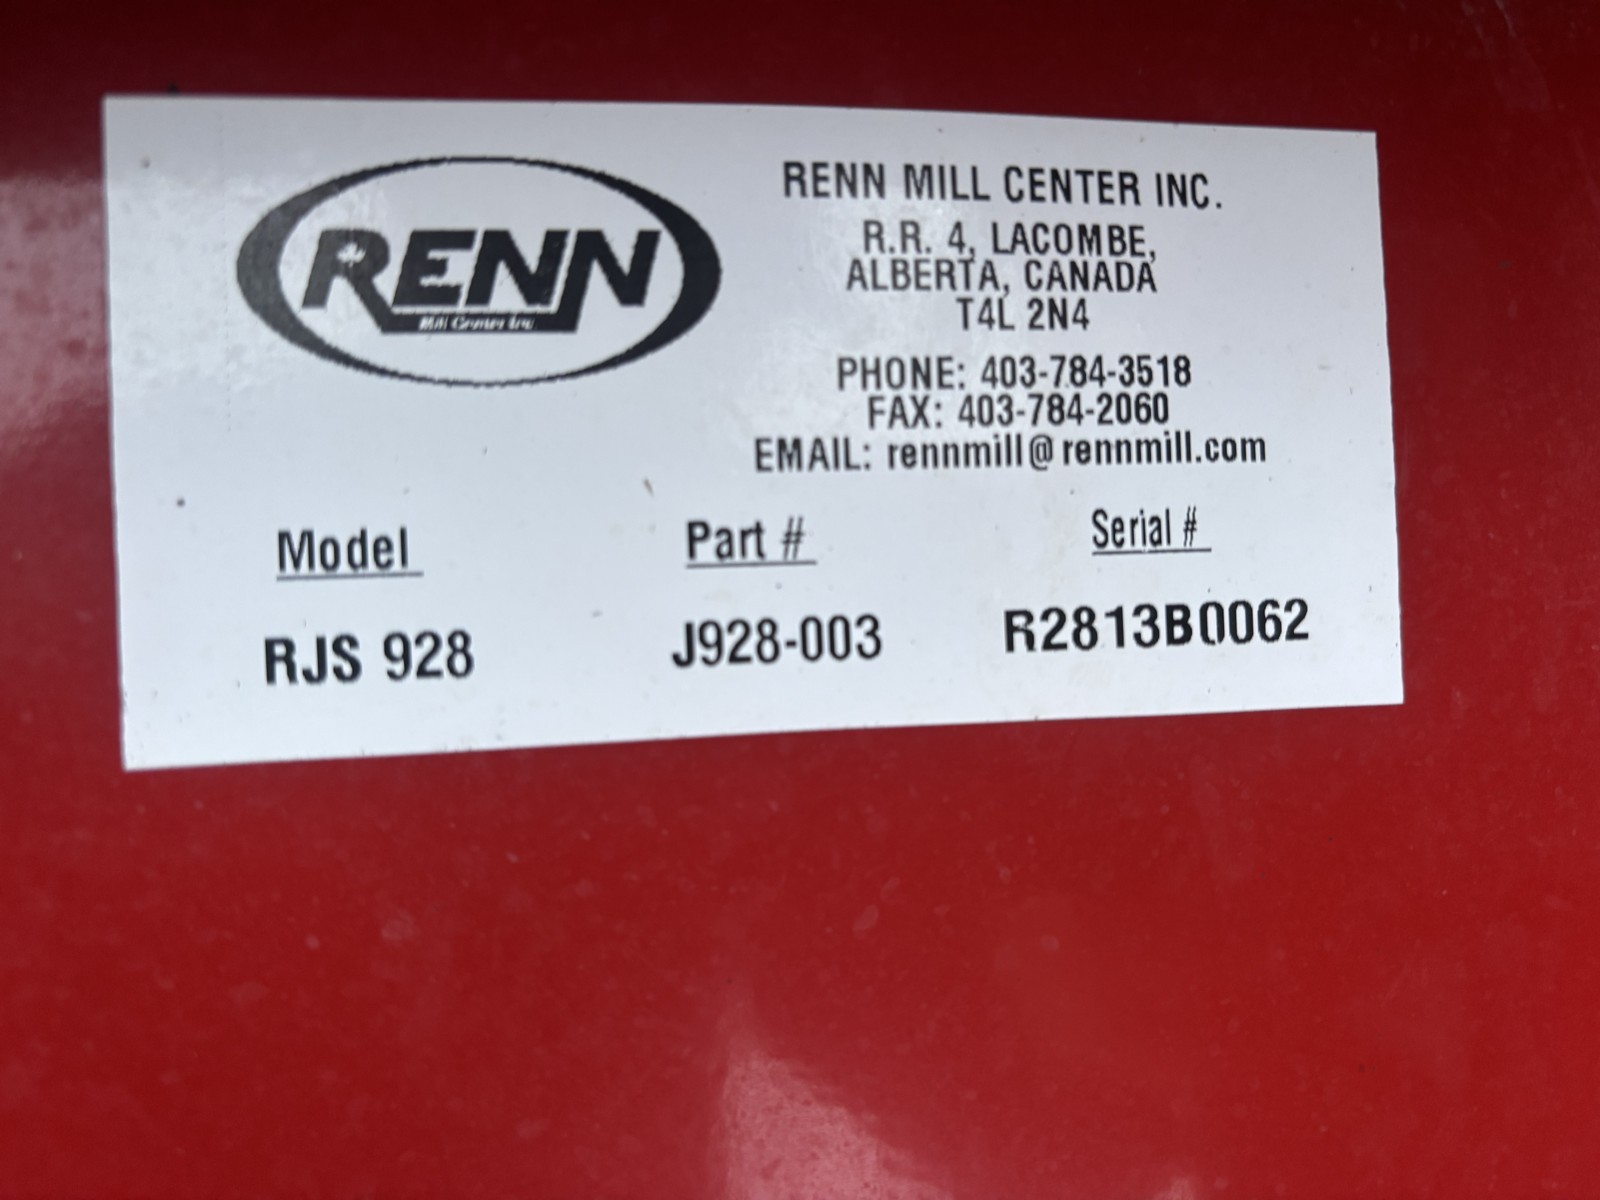 RENN
Mill Center Inc.
RENN MILL CENTER INC.
R.R. 4, LACOMBE,
ALBERTA, CANADA
T4L 2N4
PHONE: 403-784-3518
FAX: 403-784-2060
EMAIL: rennmill@rennmill.com
Model Part # Serial #
RJS 928 J928-003 R2813B0062